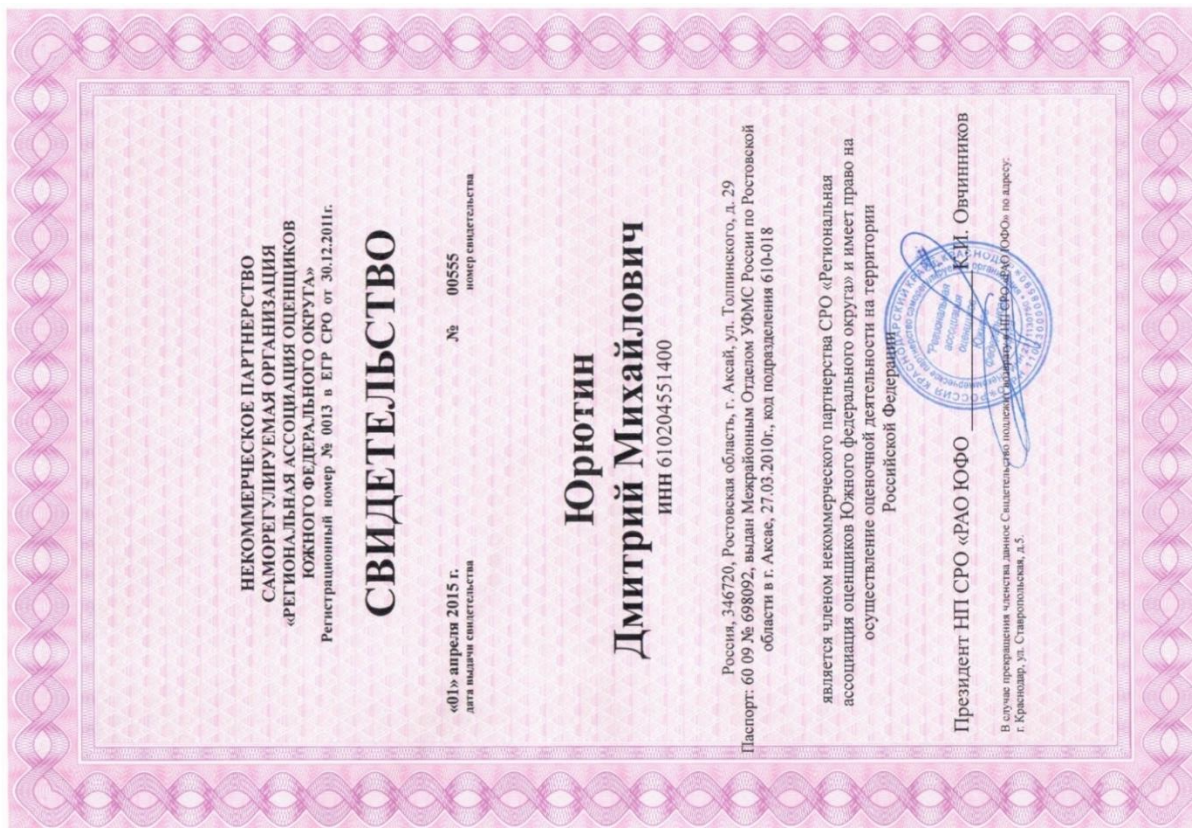 НЕКОММЕРЧЕСКОЕ ПАРТНЕРСТВО
САМОРЕГУЛИРУЕМАЯ ОРГАНИЗАЦИЯ
«РЕГИОНАЛЬНАЯ АССОЦИАЦИЯ ОЦЕНЩИКОВ
ЮЖНОГО ФЕДЕРАЛЬНОГО ОКРУГА»
Регистрационный номер № 0013 в ЕГР СРО от 30.12.2011г.
СВИДЕТЕЛЬСТВО
«01» апреля 2015 г. № 00555
дата выдачи свидетельства номер свидетельства
Юрютин
Дмитрий Михайлович
ИНН 610204551400
Россия, 346720, Ростовская область, г. Аксай, ул. Толпинского, д. 29
Паспорт: 60 09 № 698092, выдан Межрайонным Отделом УФМС России по Ростовской
области в г. Аксае, 27.03.2010г., код подразделения 610-018
является членом некоммерческого партнерства СРО «Региональная
ассоциация оценщиков Южного федерального округа» и имеет право на
осуществление оценочной деятельности на территории
Российской Федерации
Президент НП СРО «РАО ЮФО» К.И. Овчинников
В случае прекращения членства данное Свидетельство подлежит возврату в НП СРО «РАО ЮФО» по адресу:
г. Краснодар, ул. Ставропольская, д.5.